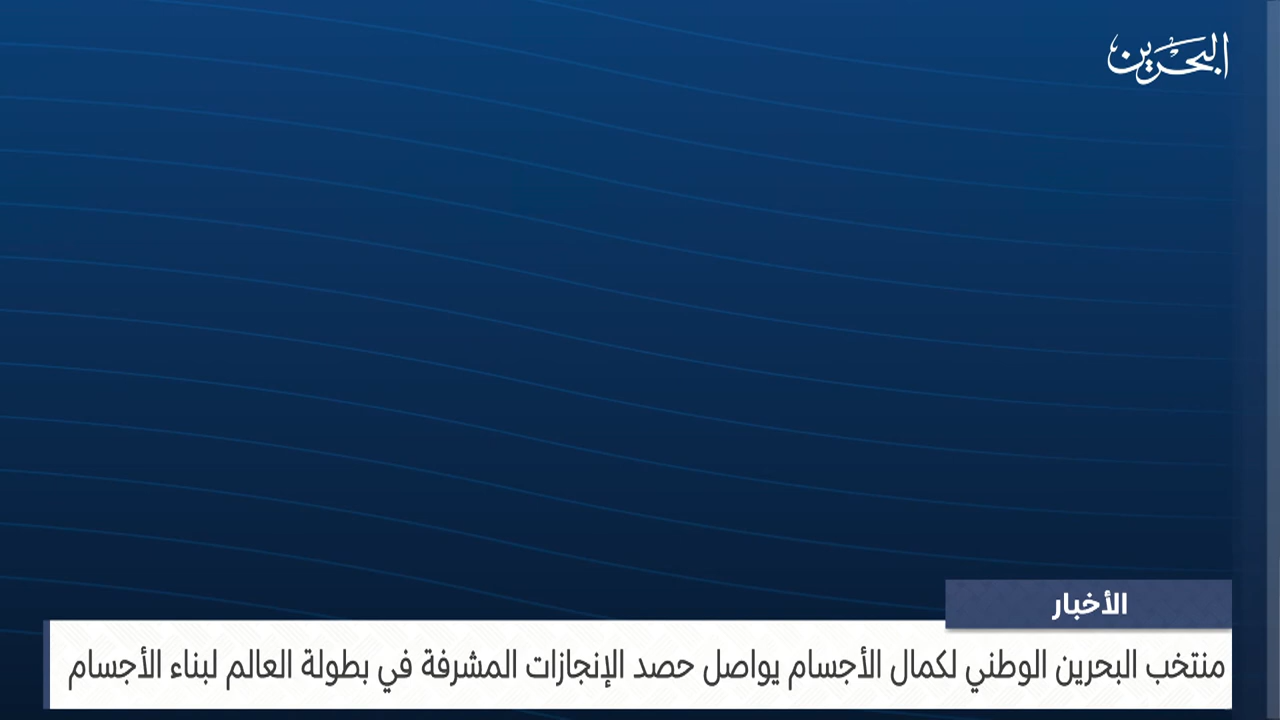 البحرين
الأخبار
منتخب البحرين الوطني لكمال الأجسام يواصل حصد الإنجازات المشرفة في بطولة العالم لبناء الأجسام